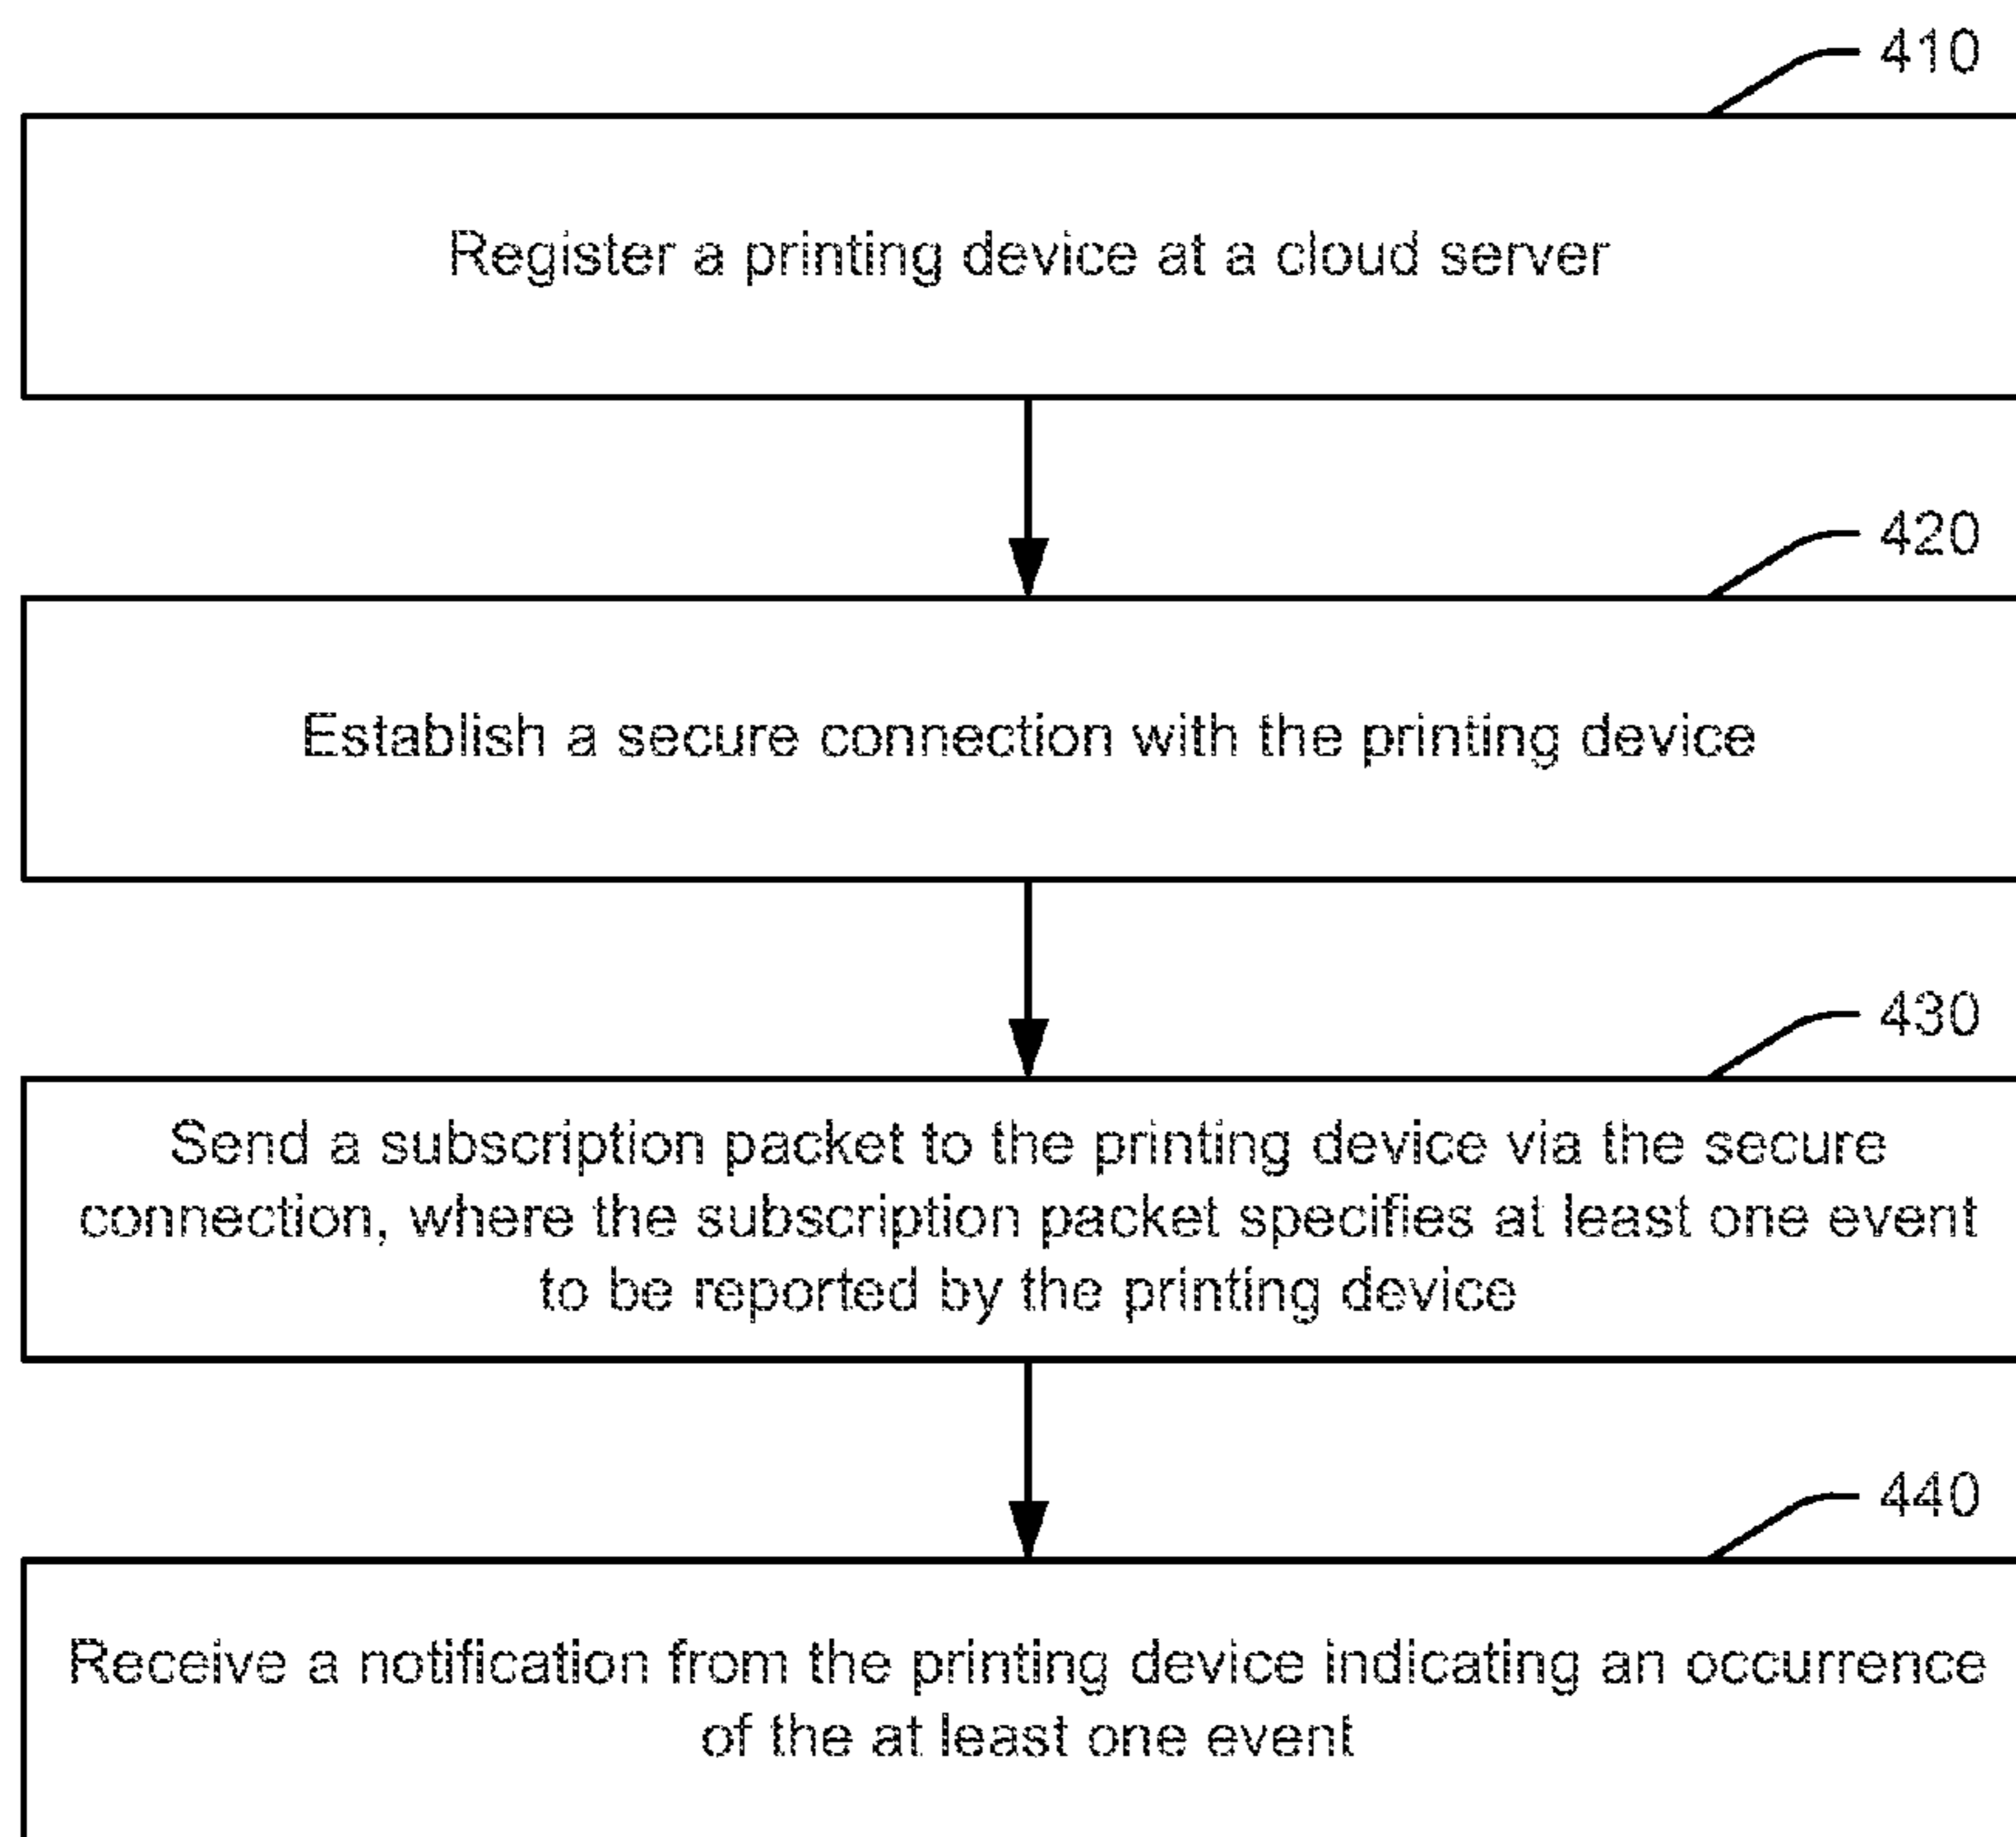 410
Register a printing device at a cloud server
420
Establish a secure connection with the printing device
430
Send a subscription packet to the printing device via the secure
connection, where the subscription packet specifies at least one event
to be reported by the printing device
440
Receive a notification from the printing device indicating an occurrence
of the at least one event